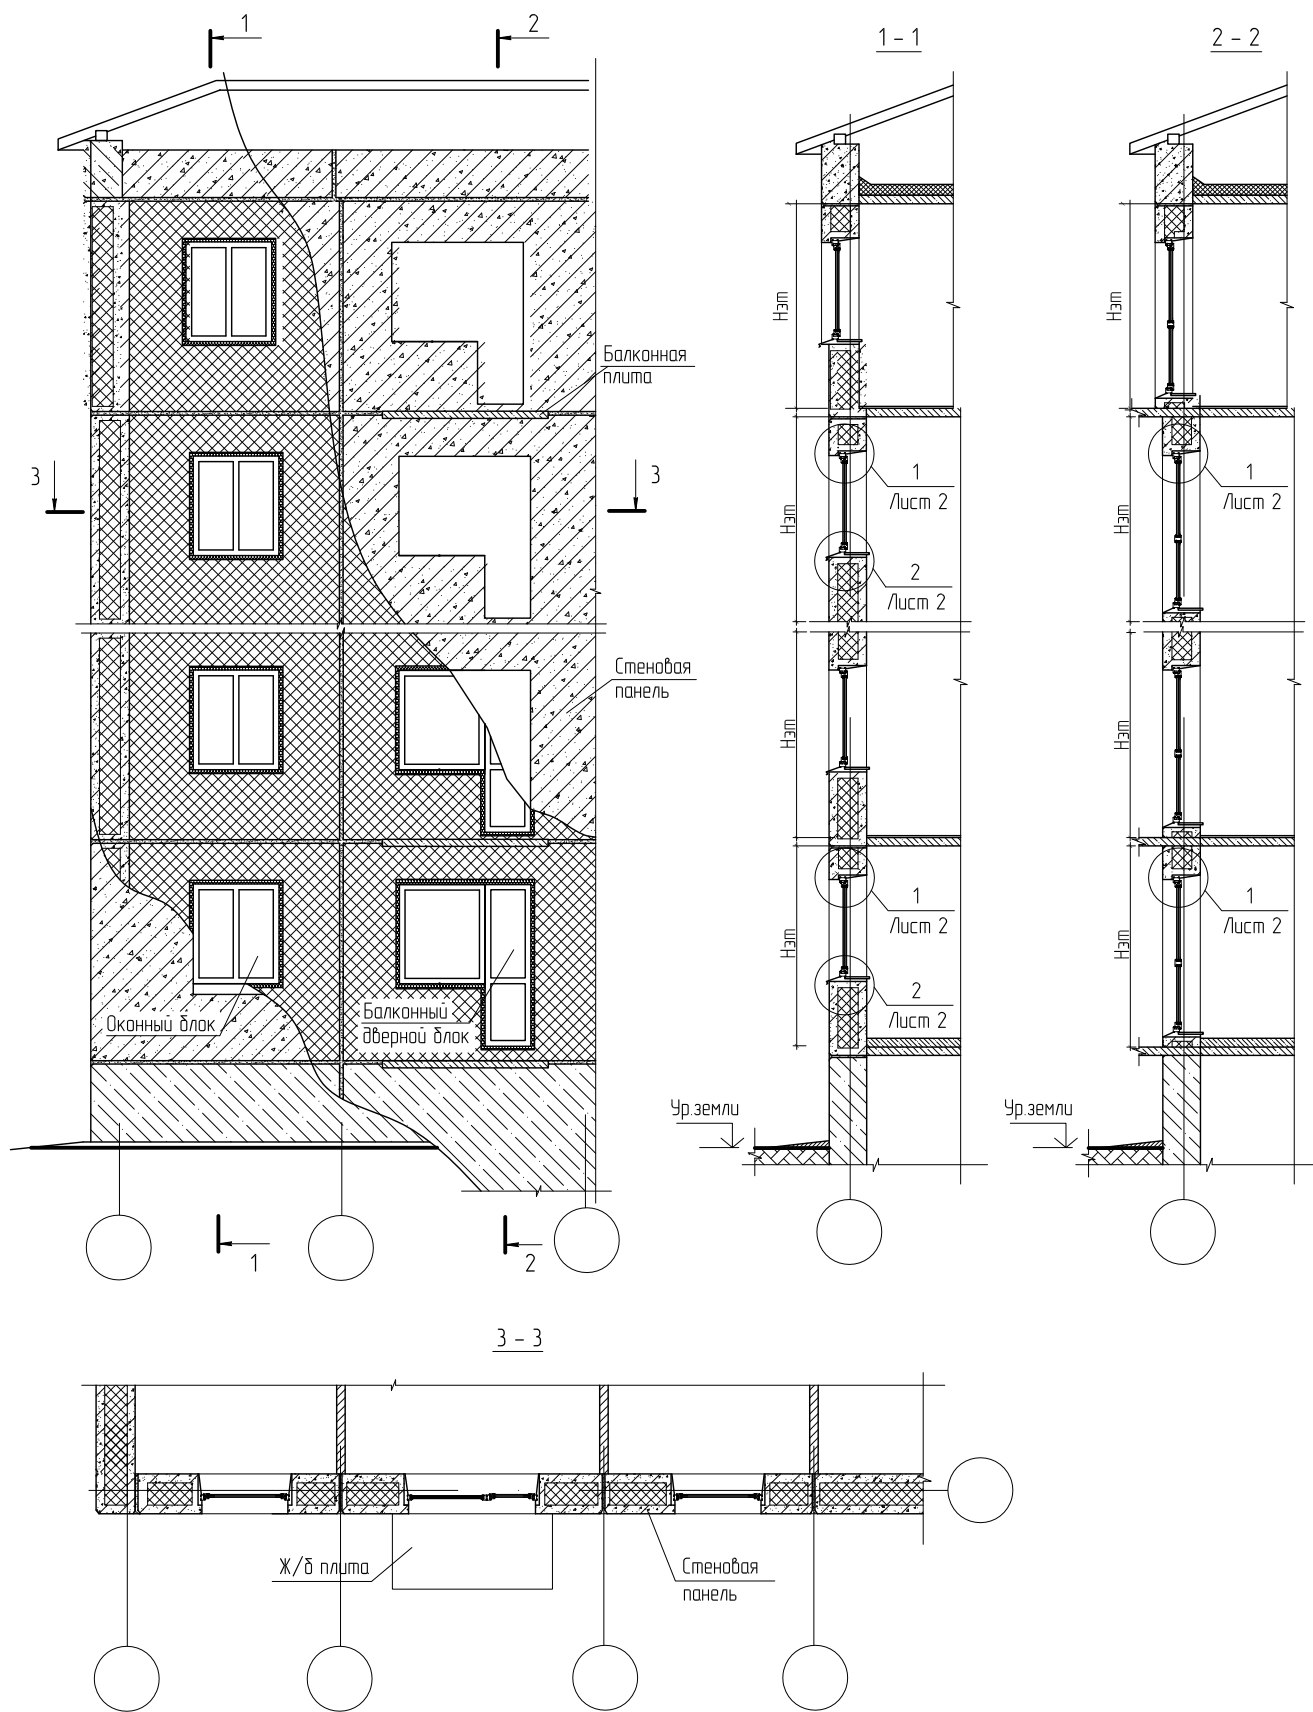 1
2
1 – 1
2 – 2
Нэт
Нэт
Балконная
плита
3
3
1
Лист 2
1
Лист 2
Нэт
Нэт
2
Лист 2
Стеновая
панель
Нэт
Нэт
1
Лист 2
1
Лист 2
Нэт
Нэт
Оконный блок
Балконный
дверной блок
2
Лист 2
Ур.земли
Ур.земли
1
2
3 – 3
Ж/б плита
Стеновая
панель